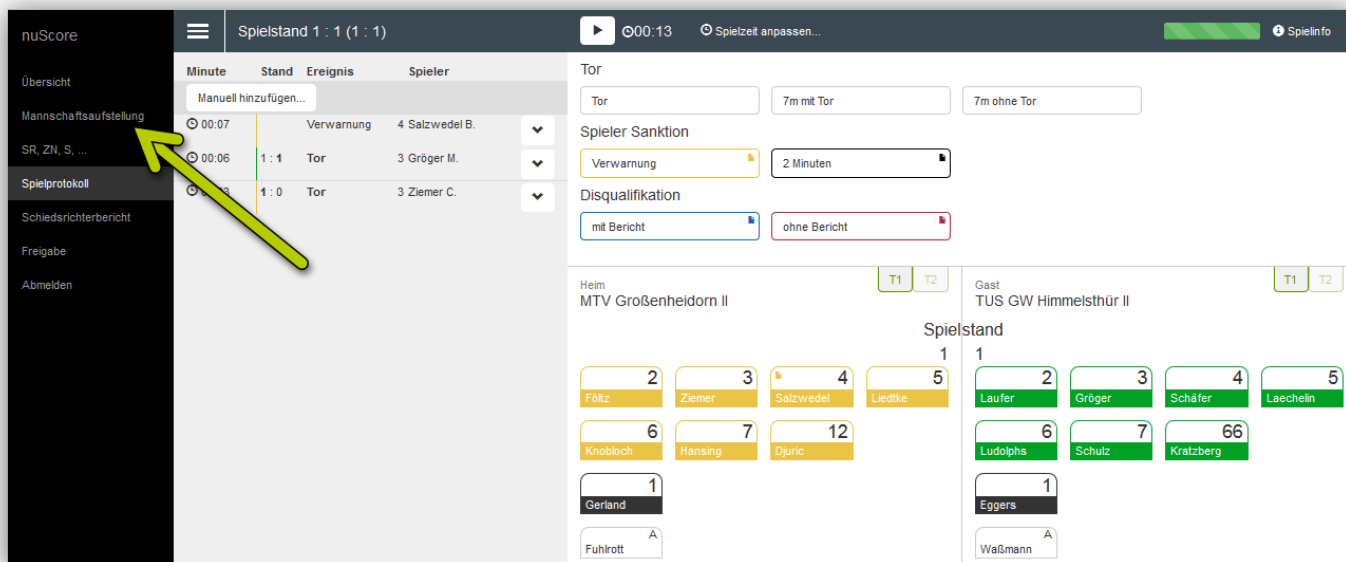 nuScore
Übersicht
Mannschaftsaufstellung
SR, ZN, S, ...
Spielprotokoll
Schiedsrichterbericht
Freigabe
Abmelden
Spielstand 1 : 1 (1 : 1)
00:13 Spielzeit anpassen... Spielinfo
Minute Stand Ereignis Spieler
Manuell hinzufügen...
00:07 Verwarnung 4 Salzwedel B.
00:06 1 : 1 Tor 3 Gröger M.
1 : 0 Tor 3 Ziemer C.
Tor
Tor 7m mit Tor 7m ohne Tor
Spieler Sanktion
Verwarnung 2 Minuten
Disqualifikation
mit Bericht ohne Bericht
Heim T1 T2
MTV Großenheidorn II
Gast T1 T2
TUS GW Himmelsthür II
Spielstand
1 1
2 3 4 5
Föltz Ziemer Salzwedel Liedtke
6 7 12
Knobloch Hansing Djuric
1
Gerland
A
Fuhlrott
2 3 4 5
Laufer Gröger Schäfer Laechelin
6 7 66
Ludolphs Schulz Kratzberg
1
Eggers
A
Waßmann